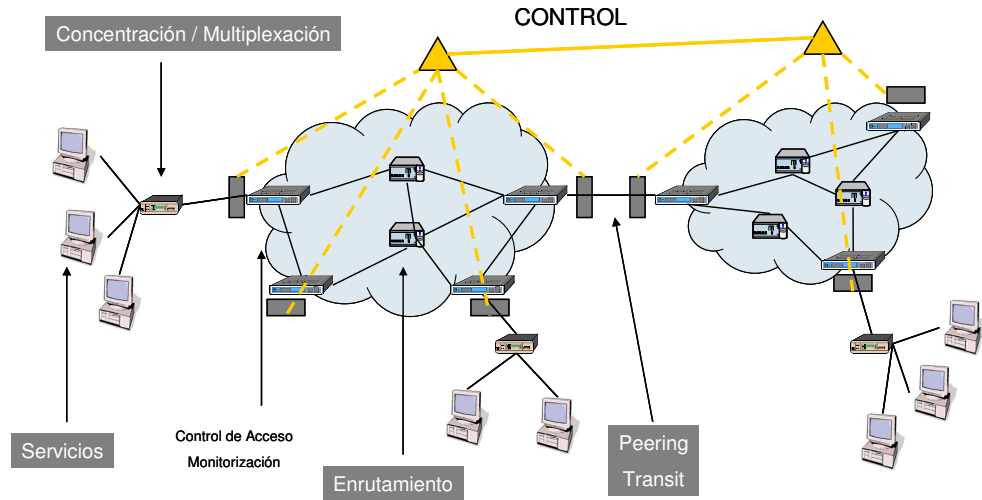 CONTROL
Concentración / Multiplexación
Servicios
Control de Acceso
Monitorización
Enrutamiento
Peering
Transit